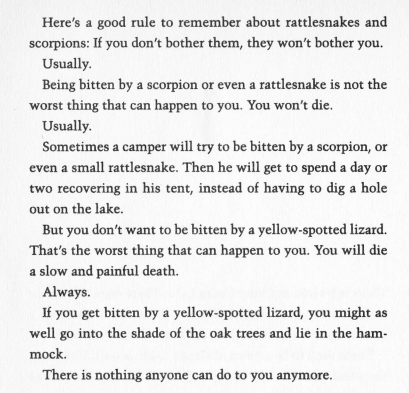 Here's a good rule to remember about rattlesnakes and
scorpions: If you don't bother them, they won't bother you.
Usually.
Being bitten by a scorpion or even a rattlesnake is not the
worst thing that can happen to you. You won't die.
Usually.
Sometimes a camper will try to be bitten by a scorpion, or
even a small rattlesnake. Then he will get to spend a day or
two recovering in his tent, instead of having to dig a hole
out on the lake.
But you don't want to be bitten by a yellow-spotted lizard.
That's the worst thing that can happen to you. You will die
a slow and painful death.
Always.
If you get bitten by a yellow-spotted lizard, you might as
well go into the shade of the oak trees and lie in the ham-
mock.
There is nothing anyone can do to you anymore.